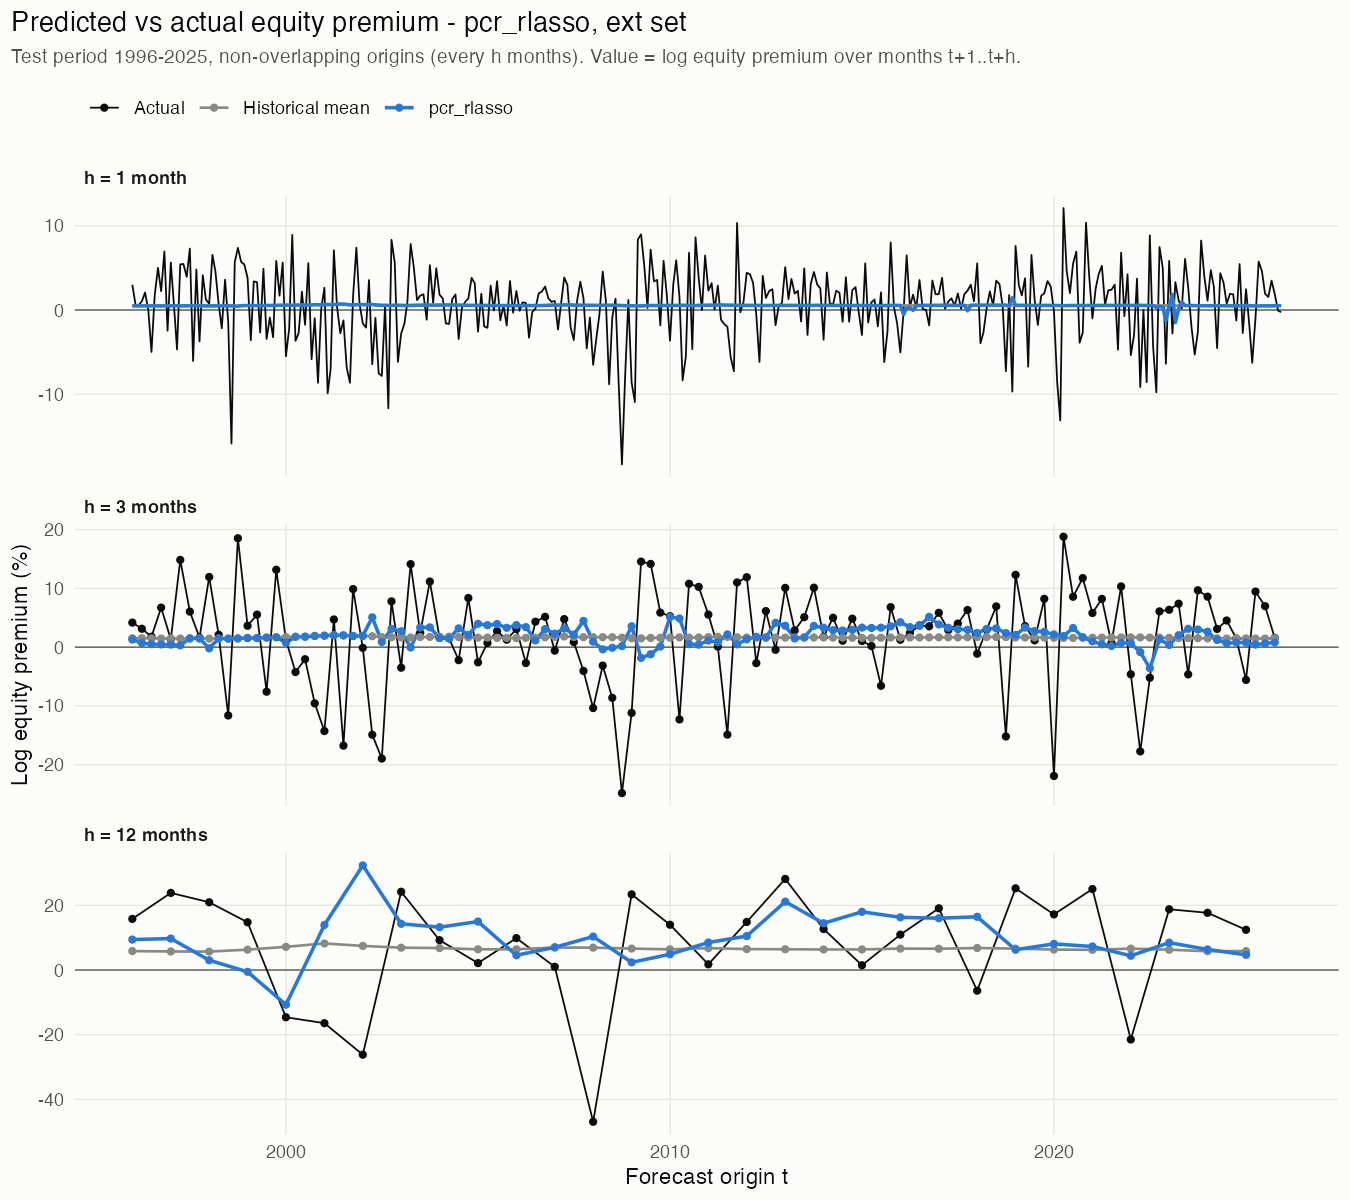 Predicted vs actual equity premium - pcr_rlasso, ext set
Test period 1996-2025, non-overlapping origins (every h months). Value = log equity premium over months t+1..t+h.
Actual Historical mean pcr_rlasso
h = 1 month
10
0
-10
h = 3 months
20
10
0
-10
-20
Log equity premium (%)
h = 12 months
20
0
-20
-40
2000 2010 2020
Forecast origin t